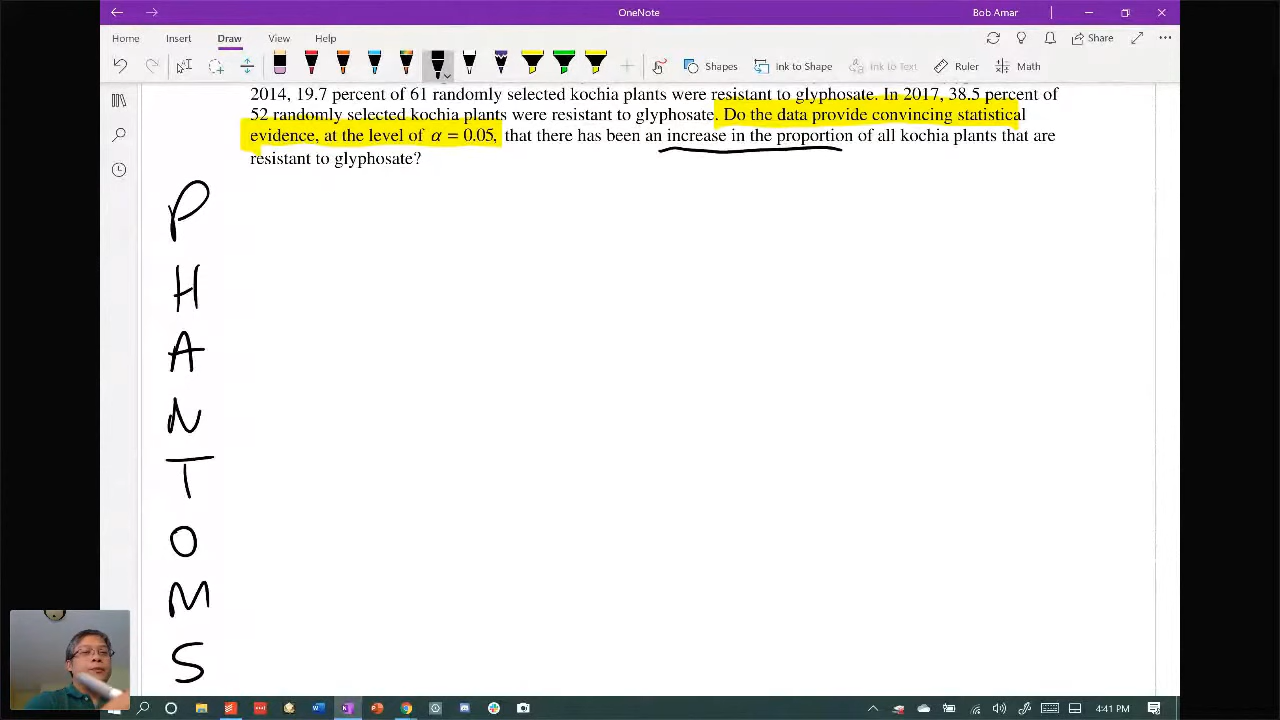 OneNote
Bob Amar
Home Insert Draw View Help
Share
Shapes Ink to Shape Ink to Text Ruler Math
2014, 19.7 percent of 61 randomly selected kochia plants were resistant to glyphosate. In 2017, 38.5 percent of
52 randomly selected kochia plants were resistant to glyphosate. Do the data provide convincing statistical
evidence, at the level of α = 0.05, that there has been an increase in the proportion of all kochia plants that are
resistant to glyphosate?
P
H
A
N
T
O
M
S
4:41 PM